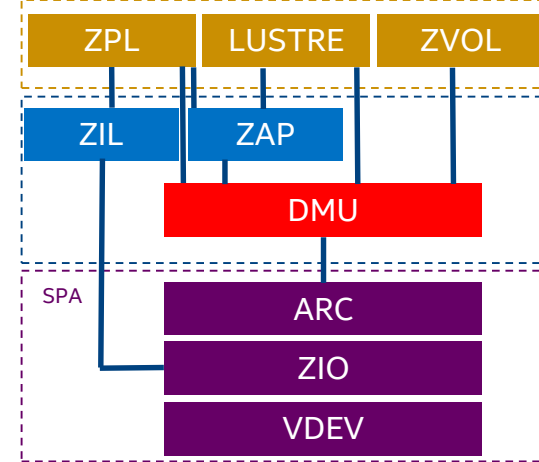 ZPL LUSTRE ZVOL
ZIL ZAP
DMU
SPA
ARC
ZIO
VDEV